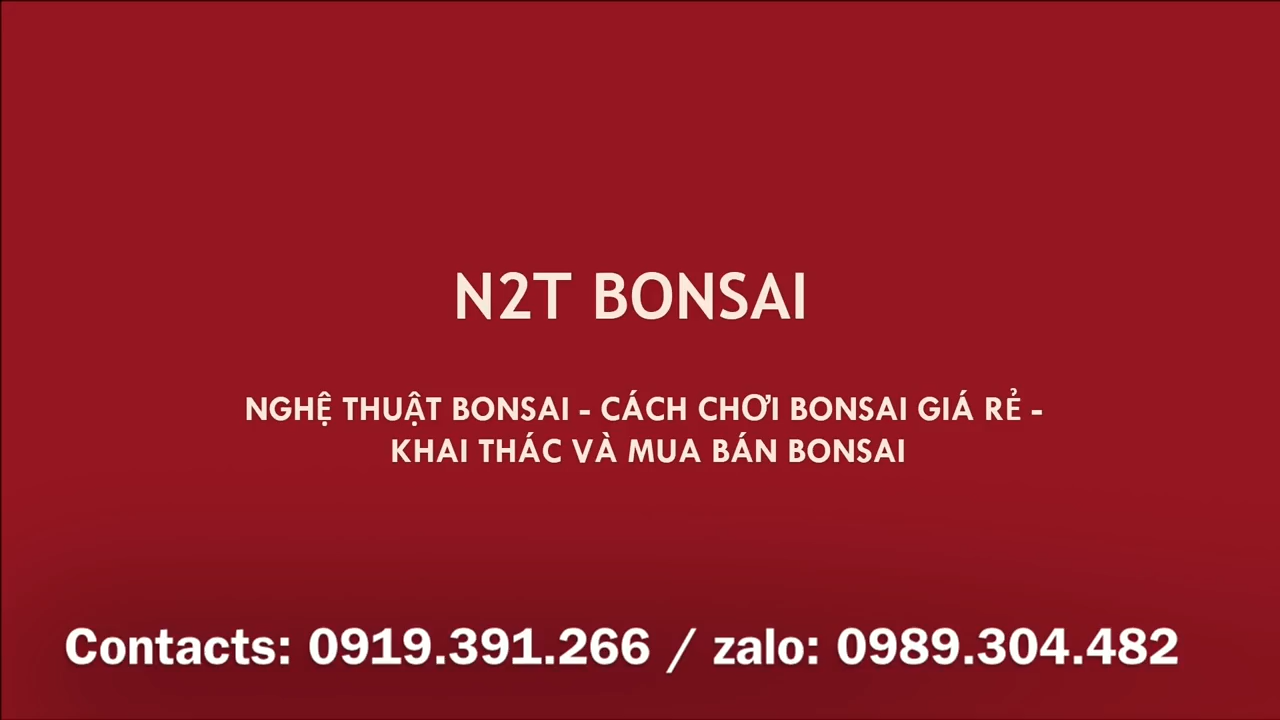 N2T BONSAI
NGHỆ THUẬT BONSAI - CÁCH CHƠI BONSAI GIÁ RẺ -
KHAI THÁC VÀ MUA BÁN BONSAI
Contacts: 0919.391.266 / zalo: 0989.304.482